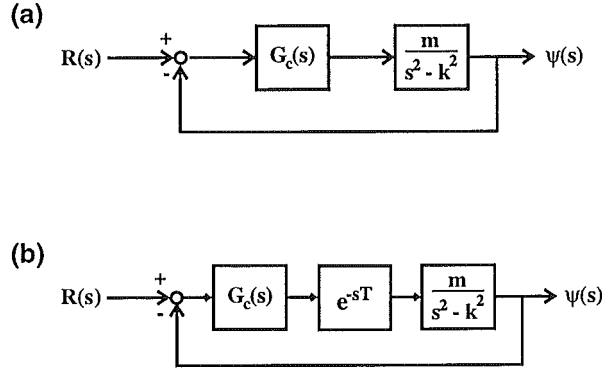 (a)
R(s) + - G_c(s) m ψ(s)
s² - k²
(b)
R(s) + - G_c(s) e^-sT m ψ(s)
s² - k²